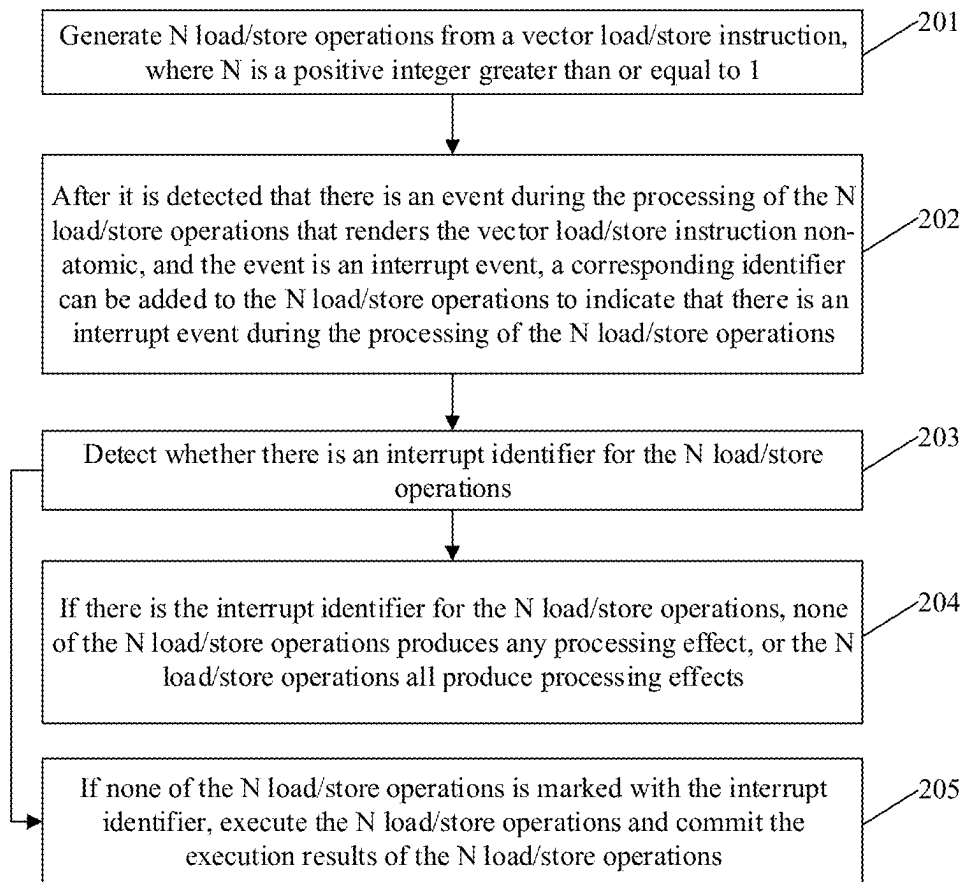 Generate N load/store operations from a vector load/store instruction,
where N is a positive integer greater than or equal to 1
201
After it is detected that there is an event during the processing of the N
load/store operations that renders the vector load/store instruction non-
atomic, and the event is an interrupt event, a corresponding identifier
can be added to the N load/store operations to indicate that there is an
interrupt event during the processing of the N load/store operations
202
Detect whether there is an interrupt identifier for the N load/store
operations
203
If there is the interrupt identifier for the N load/store operations, none
of the N load/store operations produces any processing effect, or the N
load/store operations all produce processing effects
204
If none of the N load/store operations is marked with the interrupt
identifier, execute the N load/store operations and commit the
execution results of the N load/store operations
205